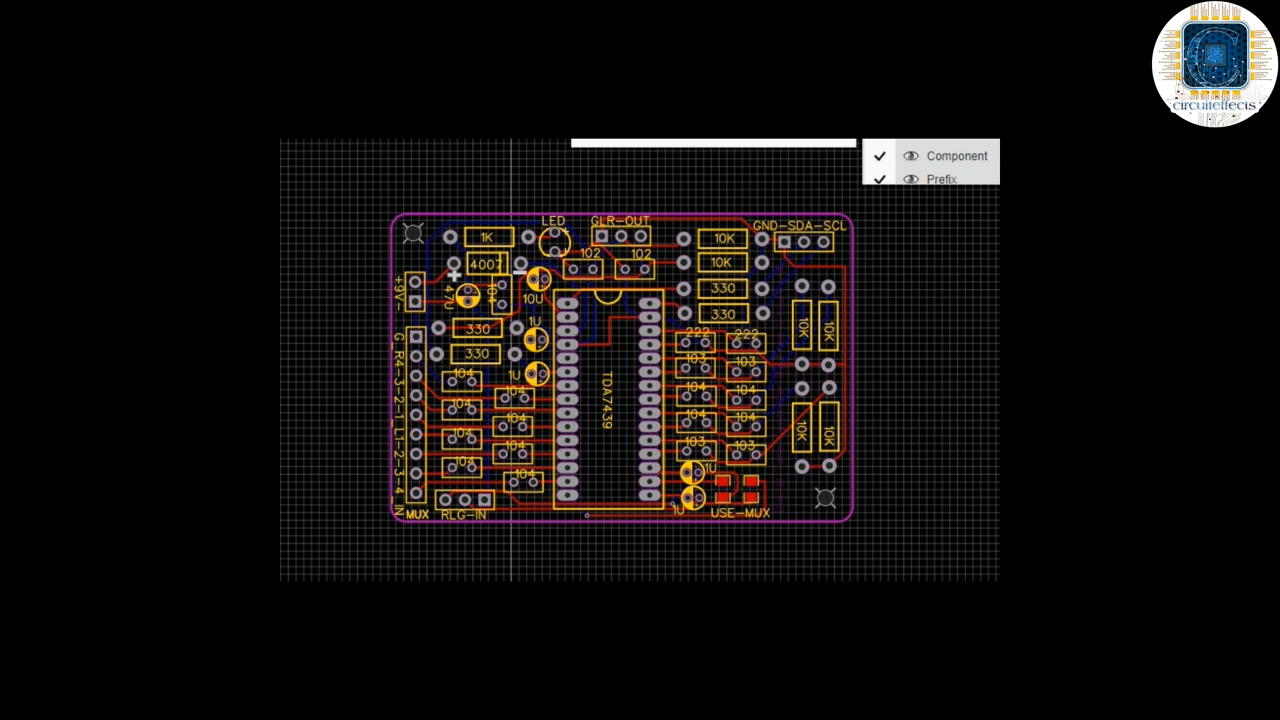 circuiteffects
Component
Prefix
LED
GLR-OUT
GND-SDA-SCL
1K
10K
102
102
4007
10K
+9V-
47U
104
10U
330
330
1U
330
330
10K
10K
G R4-3-2-1 L1-2-3-4 IN
222
222
1U
103
103
104
104
TDA7439
104
104
104
104
104
104
10K
10K
104
104
103
103
104
104
1U
1U
MUX
RLG-IN
USE-MUX